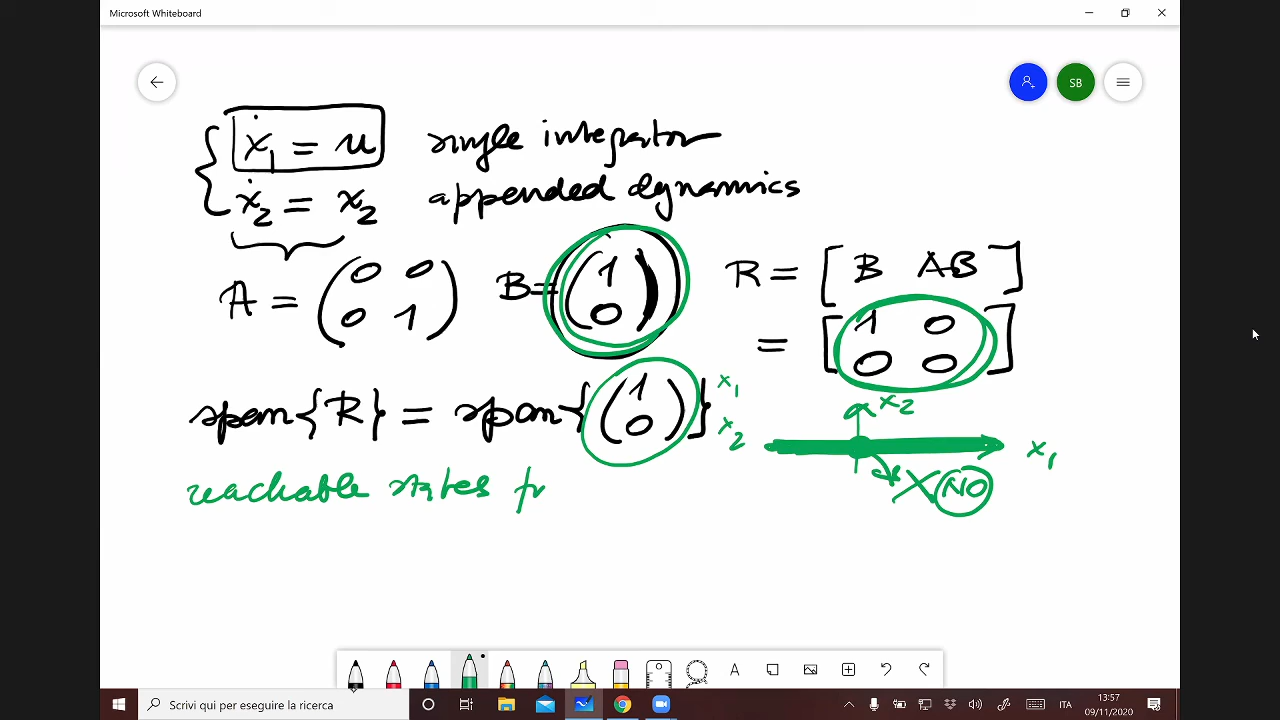 Microsoft Whiteboard
SB
ẋ₁ = u single integrator
ẋ₂ = x₂ appended dynamics
A = (0 0
0 1)
B = (1
0)
R = [B AB]
= [1 0
0 0]
span{R} = span{(1
0)} x₁
x₂
x₂
x₁
NO
reachable states fr
A
Scrivi qui per eseguire la ricerca
ITA
13:57
09/11/2020